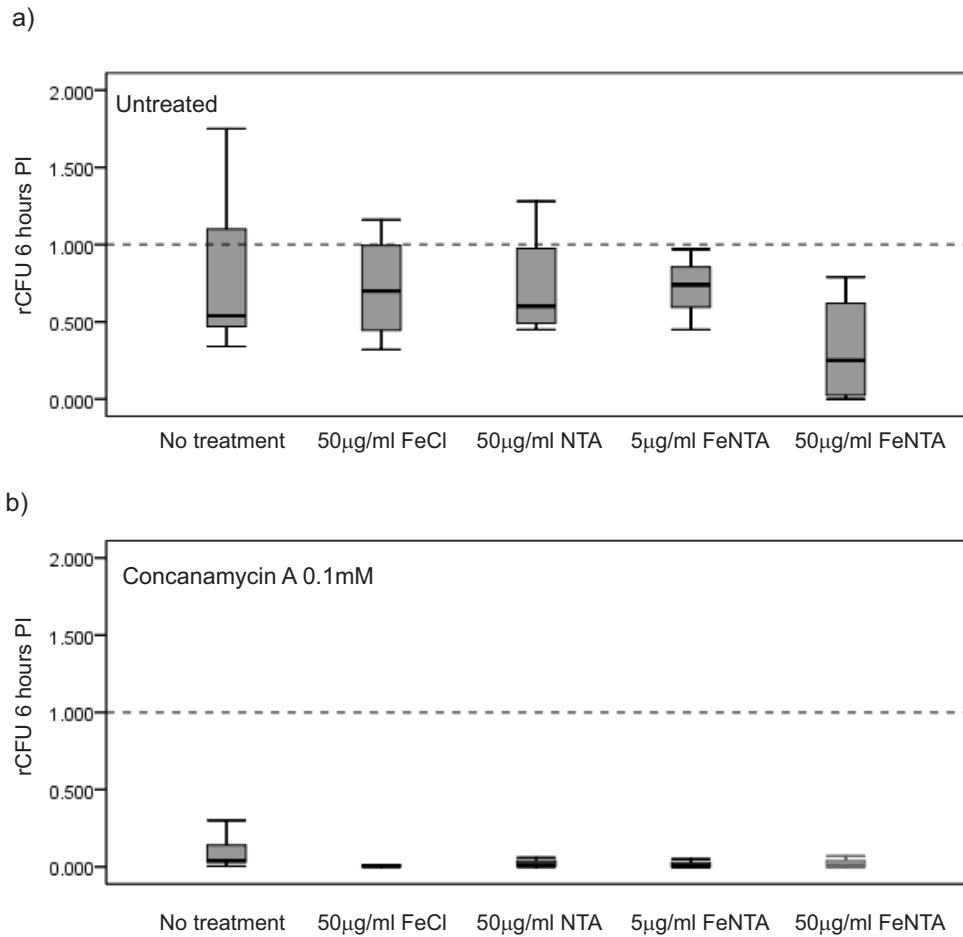 a)
2.000
Untreated
1.500
1.000
0.500
0.000
rCFU 6 hours PI
No treatment 50μg/ml FeCl 50μg/ml NTA 5μg/ml FeNTA 50μg/ml FeNTA
b)
2.000
Concanamycin A 0.1mM
1.500
1.000
0.500
0.000
rCFU 6 hours PI
No treatment 50μg/ml FeCl 50μg/ml NTA 5μg/ml FeNTA 50μg/ml FeNTA